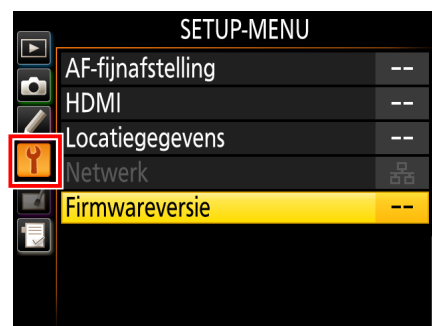 SETUP-MENU
AF-fijnafstelling --
HDMI --
Locatiegegevens --
Netwerk
Firmwareversie --